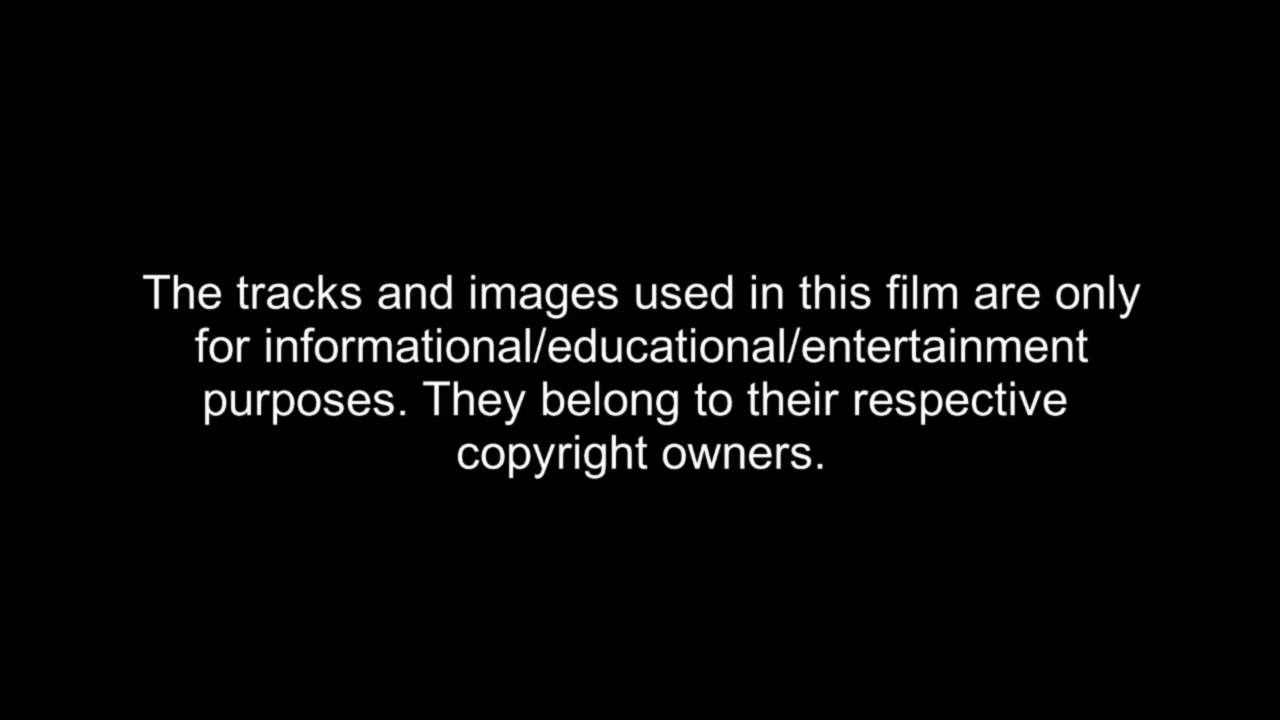 The tracks and images used in this film are only
for informational/educational/entertainment
purposes. They belong to their respective
copyright owners.